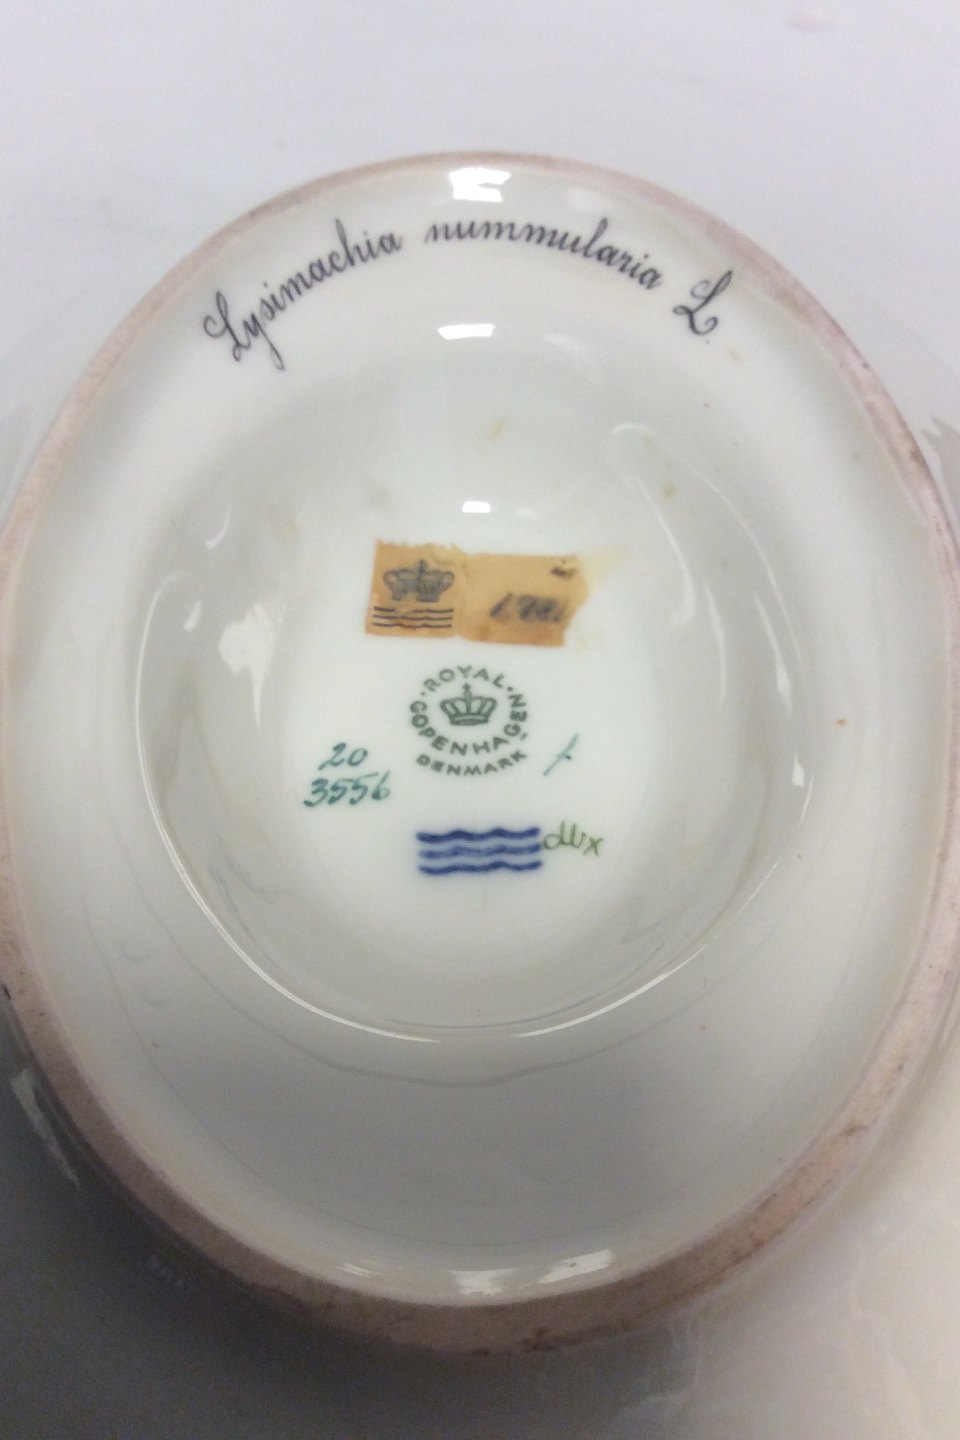 Lysimachia nummularia L.
ROYAL
COPENHAGEN
DENMARK
20
3556